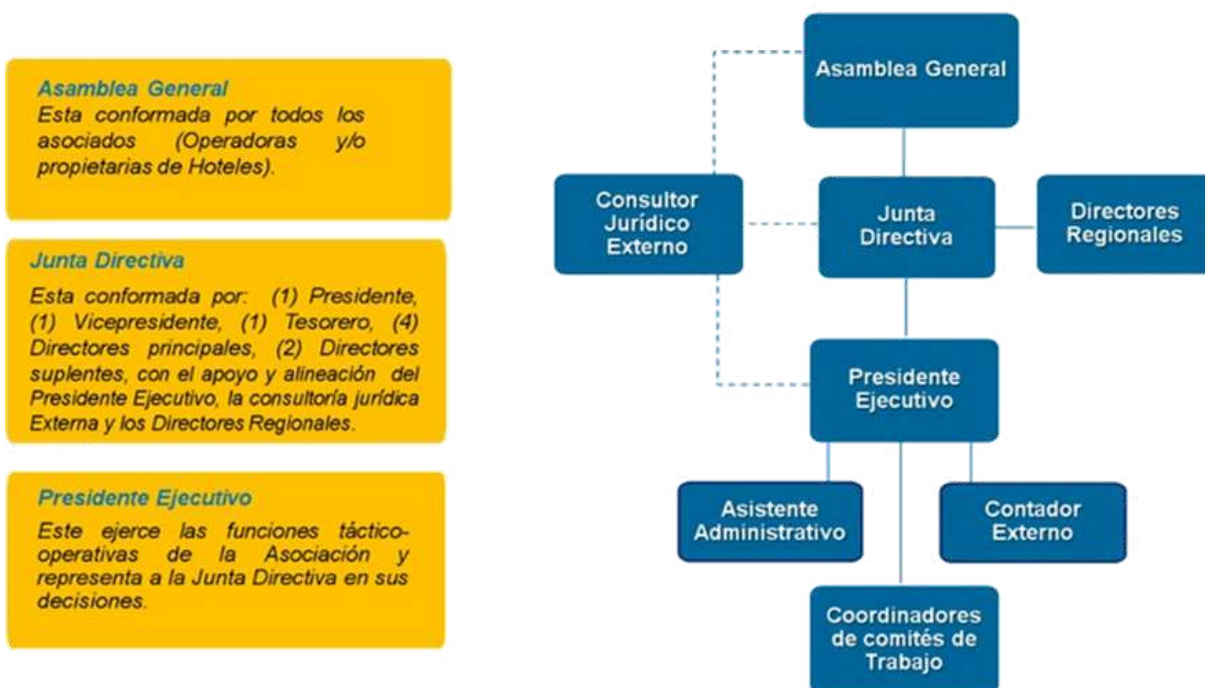 Asamblea General
Esta conformada por todos los
asociados (Operadoras y/o
propietarias de Hoteles).
Junta Directiva
Esta conformada por: (1) Presidente,
(1) Vicepresidente, (1) Tesorero, (4)
Directores principales, (2) Directores
suplentes, con el apoyo y alineación del
Presidente Ejecutivo, la consultoría jurídica
Externa y los Directores Regionales.
Presidente Ejecutivo
Este ejerce las funciones táctico-
operativas de la Asociación y
representa a la Junta Directiva en sus
decisiones.
Asamblea General
Consultor
Jurídico
Externo
Junta
Directiva
Directores
Regionales
Presidente
Ejecutivo
Asistente
Administrativo
Contador
Externo
Coordinadores
de comités de
Trabajo